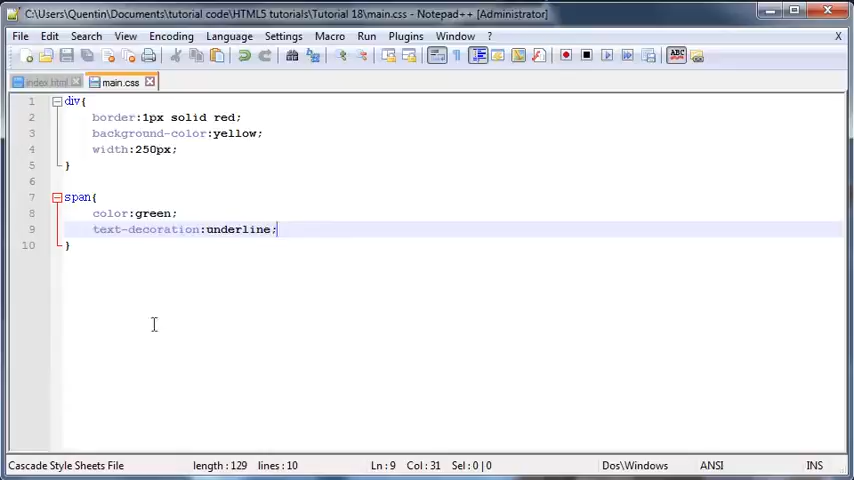 C:\Users\Quentin\Documents\tutorial code\HTML5 tutorials\Tutorial 18\main.css - Notepad++ [Administrator]
File Edit Search View Encoding Language Settings Macro Run Plugins Window ? X
index.html main.css
1 div{
2 border:1px solid red;
3 background-color:yellow;
4 width:250px;
5 }
6
7 span{
8 color:green;
9 text-decoration:underline;
10 }
Cascade Style Sheets File length : 129 lines : 10 Ln : 9 Col : 31 Sel : 0 | 0 Dos\Windows ANSI INS